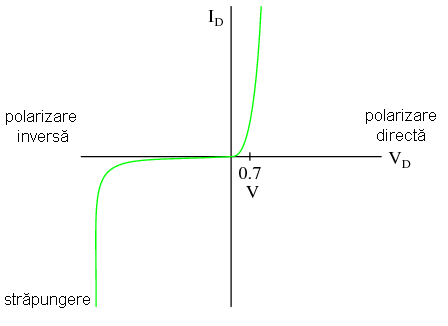 I_D
polarizare
inversă
polarizare
directă
V_D
0.7
V
străpungere